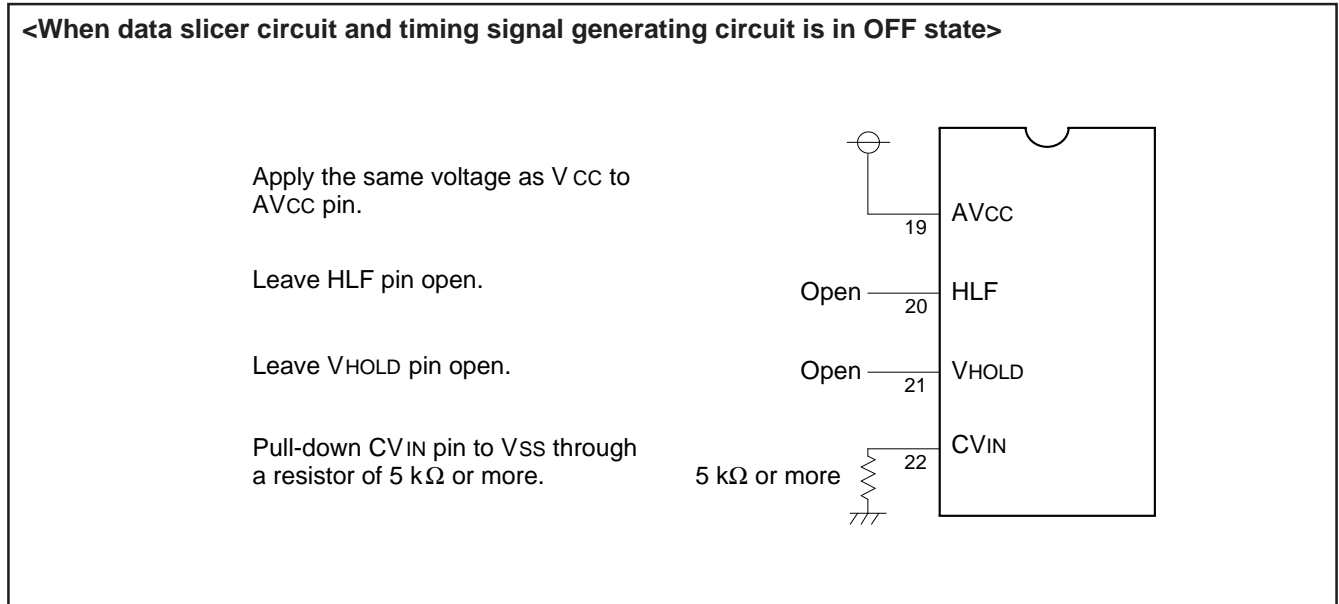 <When data slicer circuit and timing signal generating circuit is in OFF state>
Apply the same voltage as V CC to
AVCC pin.
19
AVCC
Leave HLF pin open.
Open
20
HLF
Leave VHOLD pin open.
Open
21
VHOLD
Pull-down CVIN pin to VSS through
a resistor of 5 kΩ or more.
5 kΩ or more
22
CVIN